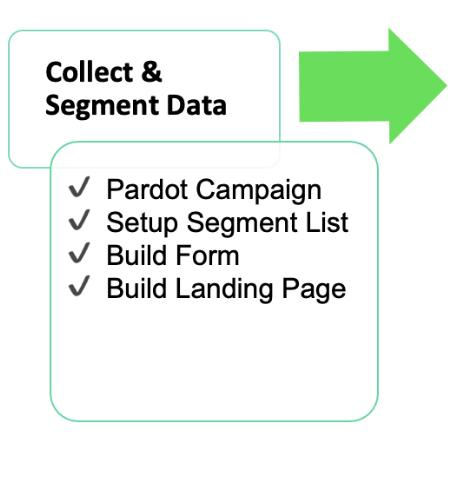 Collect &
Segment Data
✓ Pardot Campaign
✓ Setup Segment List
✓ Build Form
✓ Build Landing Page